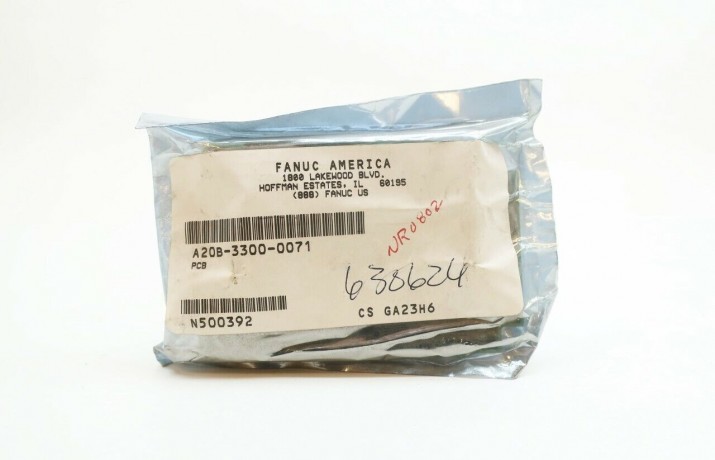 FANUC AMERICA
1800 LAKEWOOD BLVD.
HOFFMAN ESTATES, IL 60195
(888) FANUC US
A20B-3300-0071
PCB
NR0802
638624
N500392
CS GA23H6